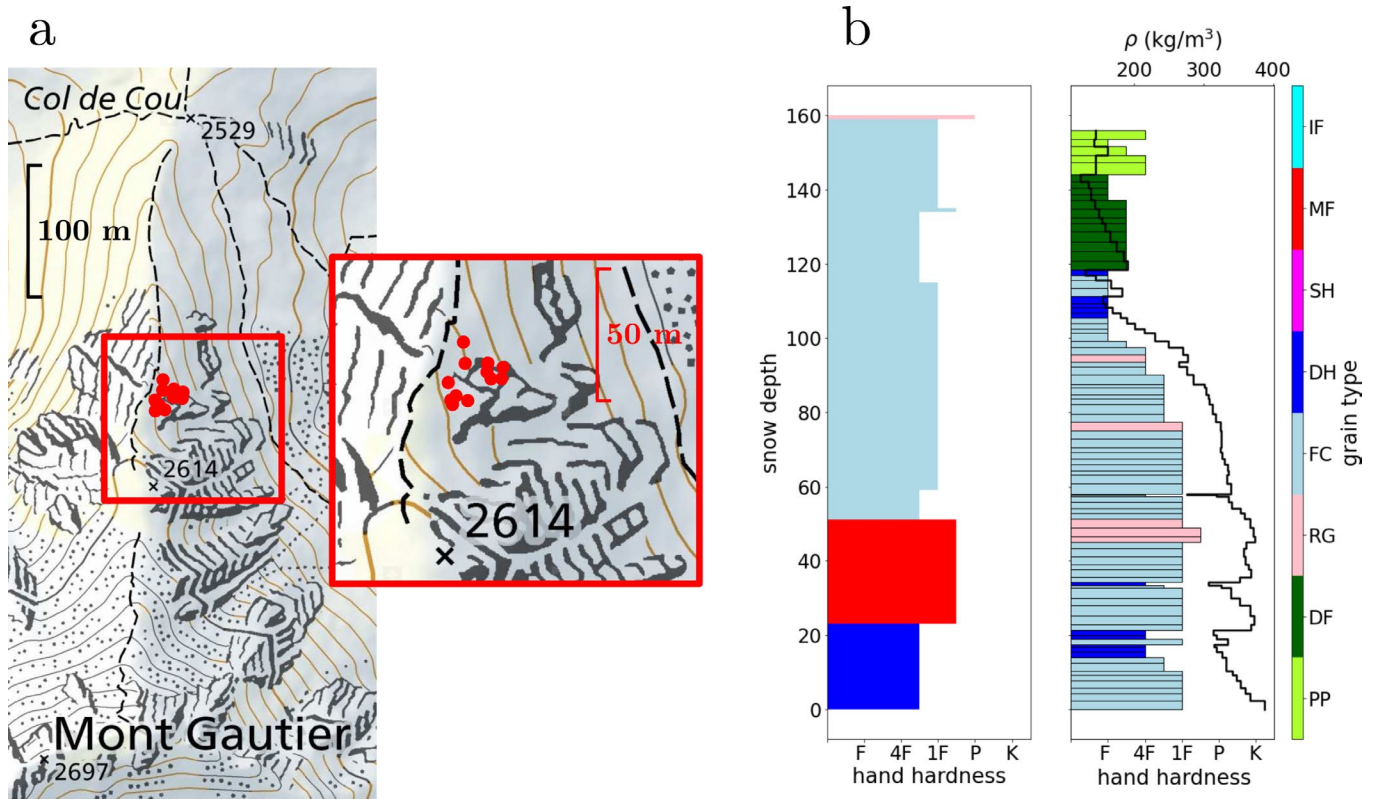 a
Col de Cou
2529
100 m
2614
Mont Gautier
2697
50 m
2614
b
snow depth
160
140
120
100
80
60
40
20
0
F 4F 1F P K
hand hardness
ρ (kg/m³)
200 300 400
F 4F 1F P K
hand hardness
IF
MF
SH
DH
FC
RG
DF
PP
grain type